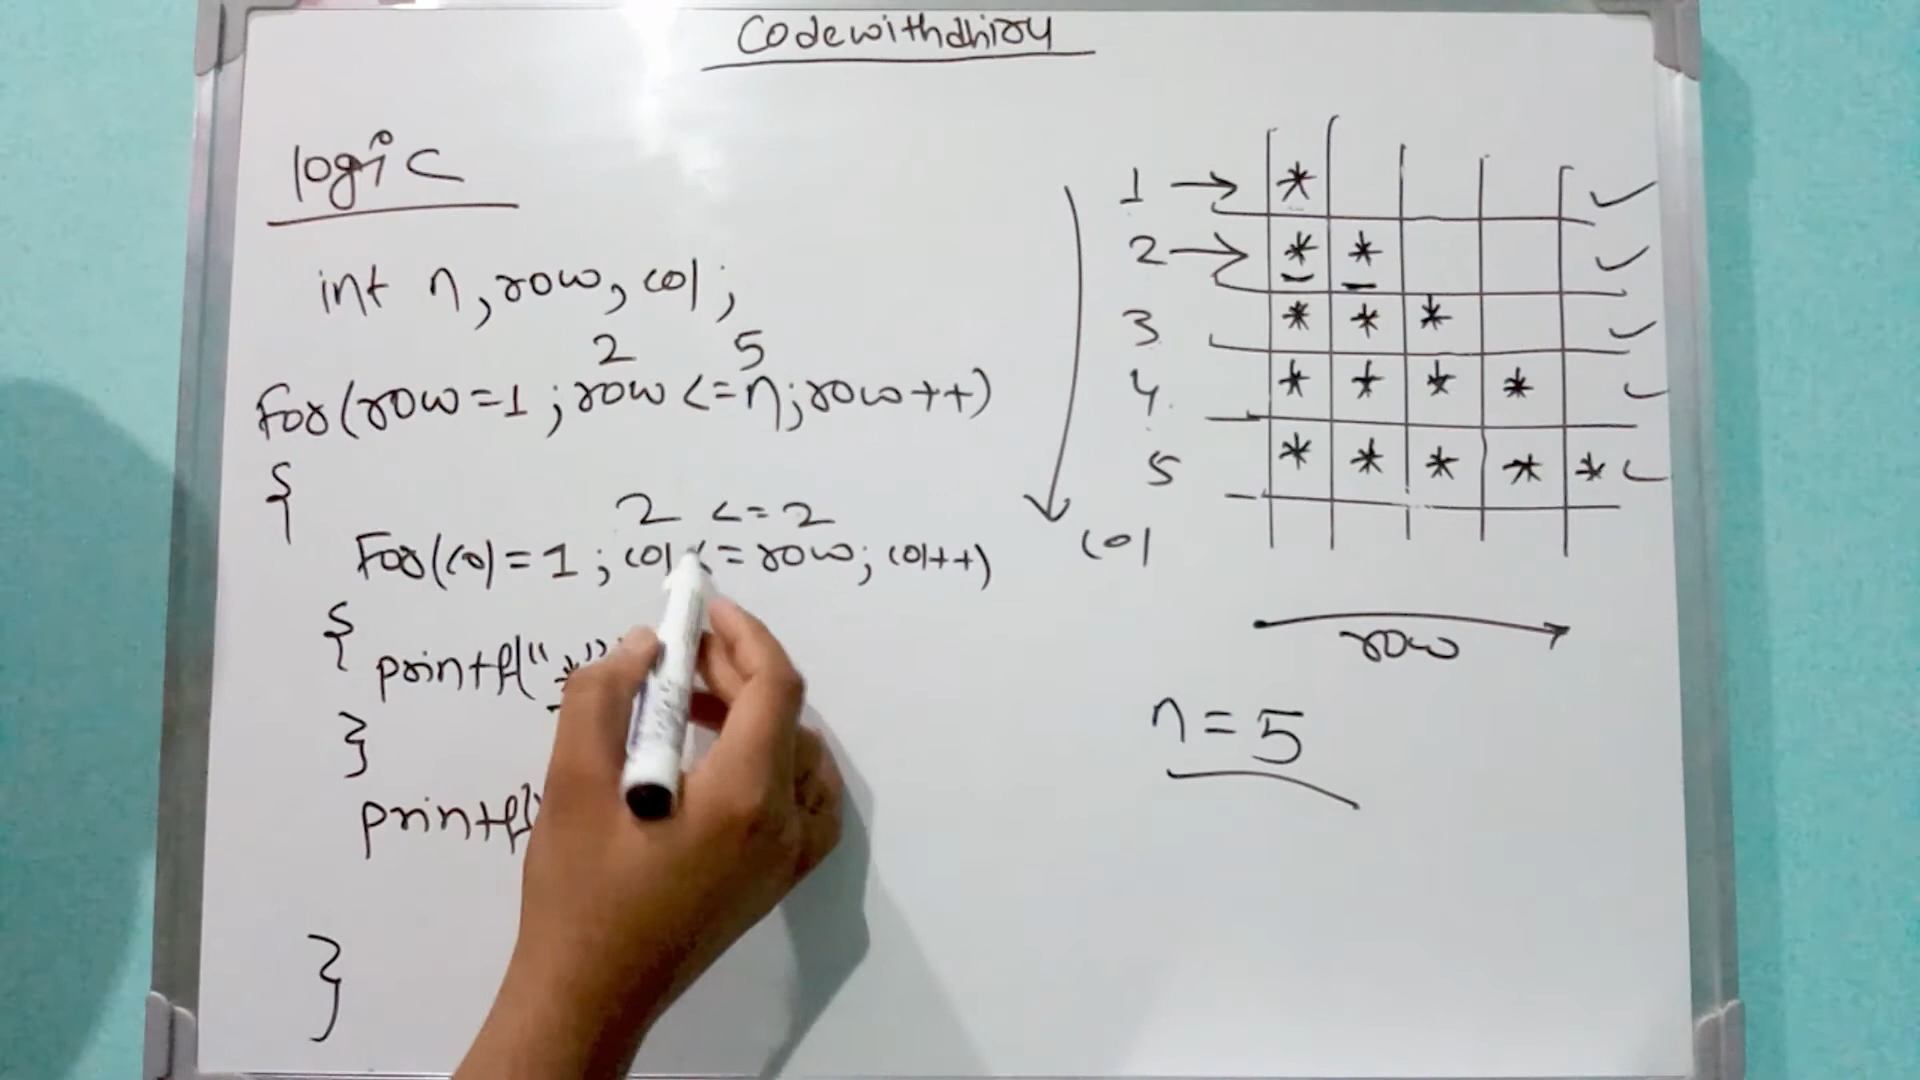 Codewithdhiru
logic
int n, row, col;
2 5
For(row=1; row <=n; row++)
{
2 <= 2
For(col=1; col <= row; col++)
{
printf("*"
}
printf(
}
1 → *
2 → * *
3 * * *
4 * * * *
5 * * * * *
col
row
n = 5